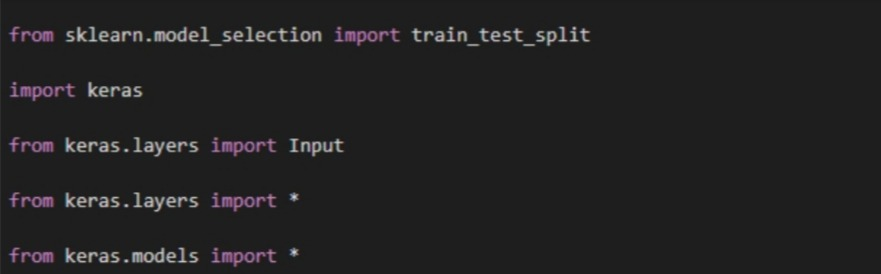 from sklearn.model_selection import train_test_split
import keras
from keras.layers import Input
from keras.layers import *
from keras.models import *